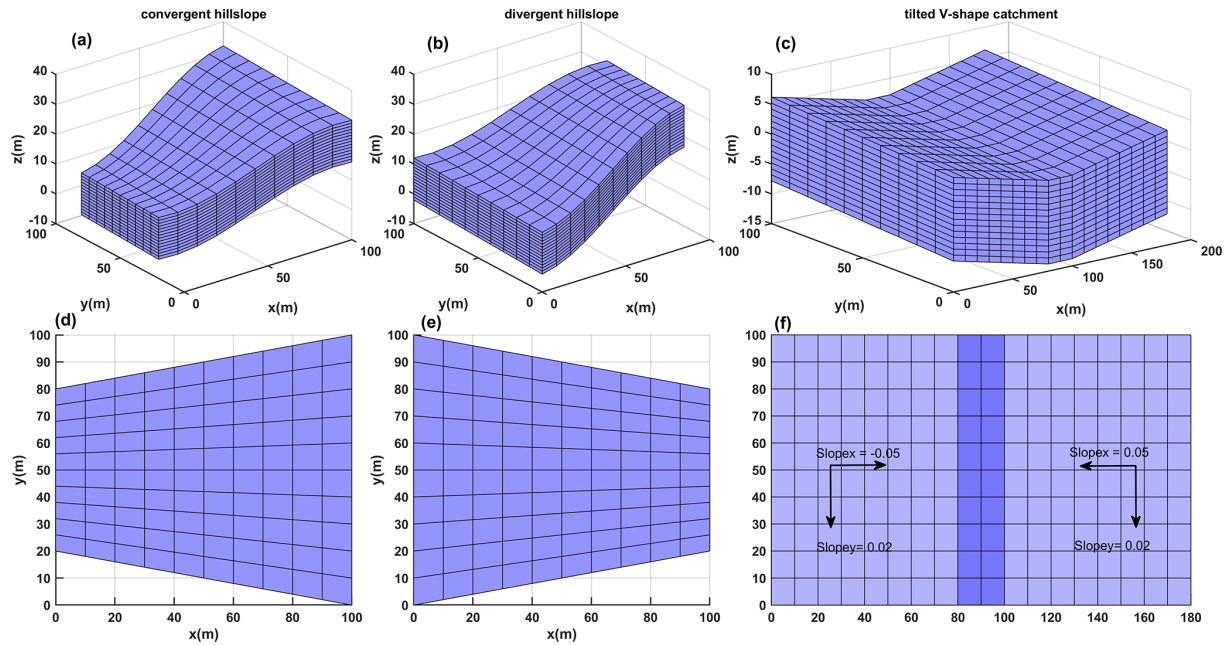 convergent hillslope
divergent hillslope
tilted V-shape catchment
(a)
(b)
(c)
z(m)
40
30
20
10
0
-10
100
50
0
y(m)
0
50
100
x(m)
z(m)
40
30
20
10
0
-10
100
50
0
y(m)
0
50
100
x(m)
z(m)
10
5
0
-5
-10
-15
100
50
0
y(m)
0
50
100
150
200
x(m)
(d)
(e)
(f)
y(m)
100
90
80
70
60
50
40
30
20
10
0
0 20 40 60 80 100
x(m)
y(m)
100
90
80
70
60
50
40
30
20
10
0
0 20 40 60 80 100
x(m)
100
90
80
70
60
50
40
30
20
10
0
Slopex = -0.05
Slopex = 0.05
Slopey= 0.02
Slopey= 0.02
0 20 40 60 80 100 120 140 160 180
x(m)